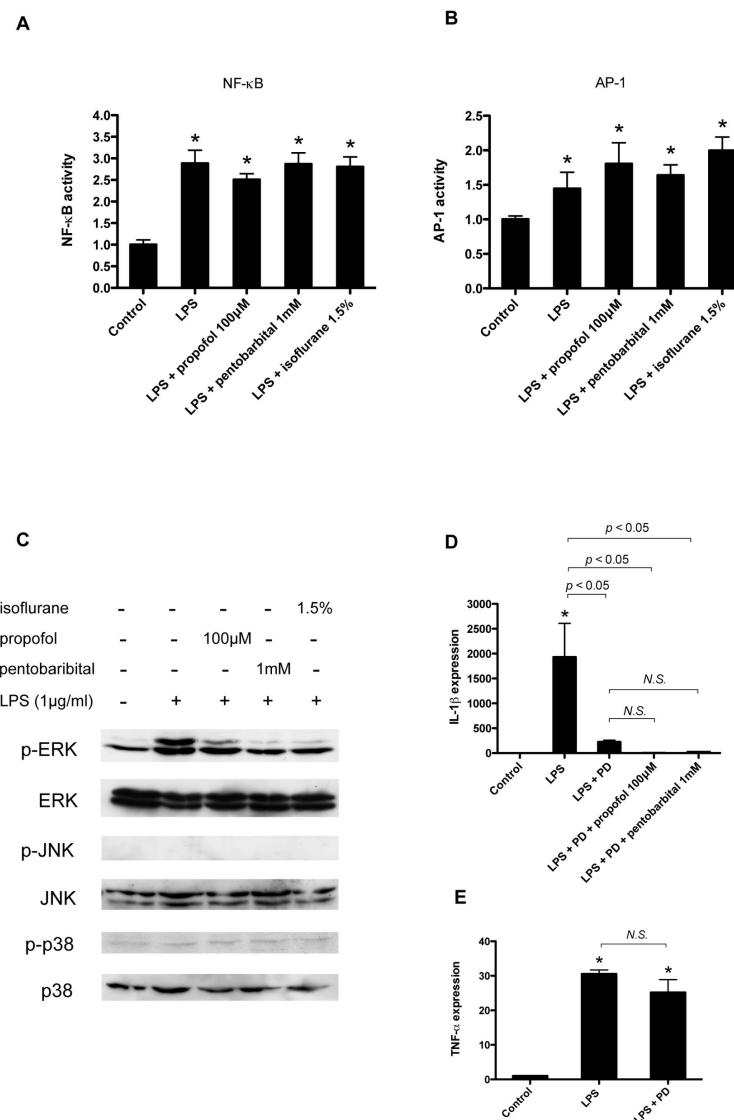 A
NF-κB
NF-κB activity
4.0
3.5
3.0
2.5
2.0
1.5
1.0
0.5
0.0
* * * *
Control
LPS
LPS + propofol 100µM
LPS + pentobarbital 1mM
LPS + isoflurane 1.5%
B
AP-1
AP-1 activity
2.5
2.0
1.5
1.0
0.5
0.0
* * * *
Control
LPS
LPS + propofol 100µM
LPS + pentobarbital 1mM
LPS + isoflurane 1.5%
C
isoflurane - - - - 1.5%
propofol - - 100µM - -
pentobaribital - - - 1mM -
LPS (1µg/ml) - + + + +
p-ERK
ERK
p-JNK
JNK
p-p38
p38
D
p < 0.05
p < 0.05
p < 0.05
IL-1β expression
3000
2500
2000
1500
1000
500
0
*
N.S.
N.S.
Control
LPS
LPS + PD
LPS + PD + propofol 100µM
LPS + PD + pentobarbital 1mM
E
N.S.
TNF-α expression
40
30
20
10
0
* *
Control
LPS
LPS + PD